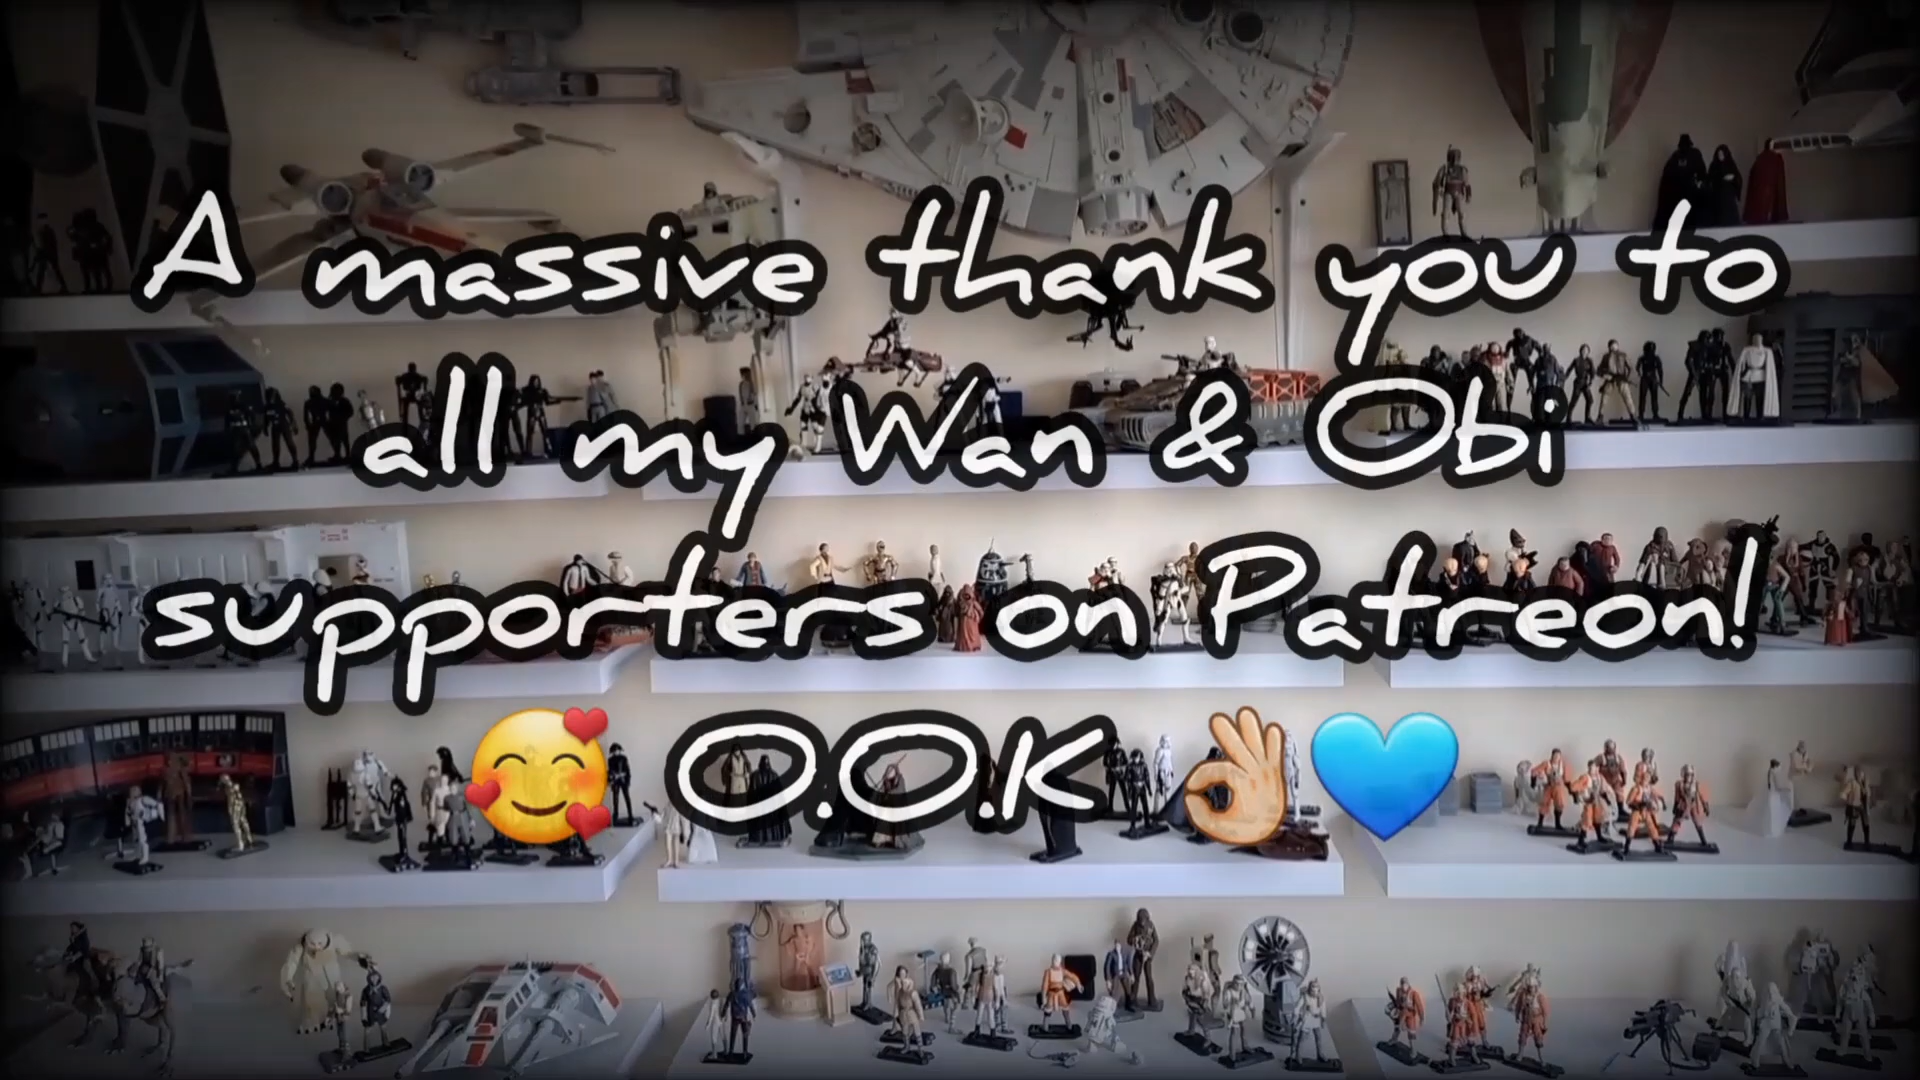 A massive thank you to
all my Wan & Obi
supporters on Patreon!
🥰 O.O.K 👌🏼💙